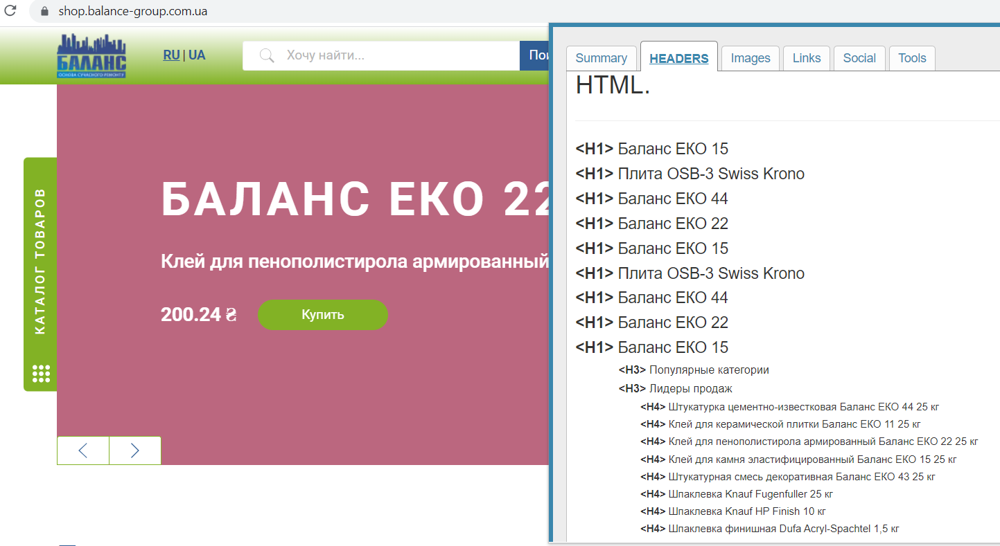 shop.balance-group.com.ua
БАЛАНС
ОСНОВА СУЧАСНОГО РЕМОНТУ
RU | UA
Хочу найти...
Пои
КАТАЛОГ ТОВАРОВ
БАЛАНС ЕКО 22
Клей для пенополистирола армированный
200.24 ₴
Купить
Summary
HEADERS
Images
Links
Social
Tools
HTML.
<H1> Баланс ЕКО 15
<H1> Плита OSB-3 Swiss Krono
<H1> Баланс ЕКО 44
<H1> Баланс ЕКО 22
<H1> Баланс ЕКО 15
<H1> Плита OSB-3 Swiss Krono
<H1> Баланс ЕКО 44
<H1> Баланс ЕКО 22
<H1> Баланс ЕКО 15
<H3> Популярные категории
<H3> Лидеры продаж
<H4> Штукатурка цементно-известковая Баланс ЕКО 44 25 кг
<H4> Клей для керамической плитки Баланс ЕКО 11 25 кг
<H4> Клей для пенополистирола армированный Баланс ЕКО 22 25 кг
<H4> Клей для камня эластифицированный Баланс ЕКО 15 25 кг
<H4> Штукатурная смесь декоративная Баланс ЕКО 43 25 кг
<H4> Шпаклевка Knauf Fugenfuller 25 кг
<H4> Шпаклевка Knauf HP Finish 10 кг
<H4> Шпаклевка финишная Dufa Acryl-Spachtel 1,5 кг